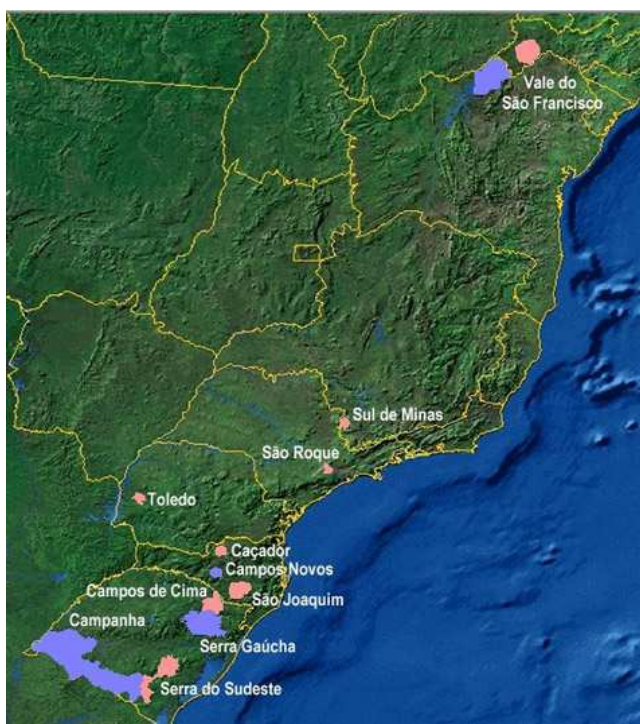 Vale do
São Francisco
Sul de Minas
São Roque
Toledo
Caçador
Campos Novos
Campos de Cima
São Joaquim
Campanha
Serra Gaúcha
Serra do Sudeste